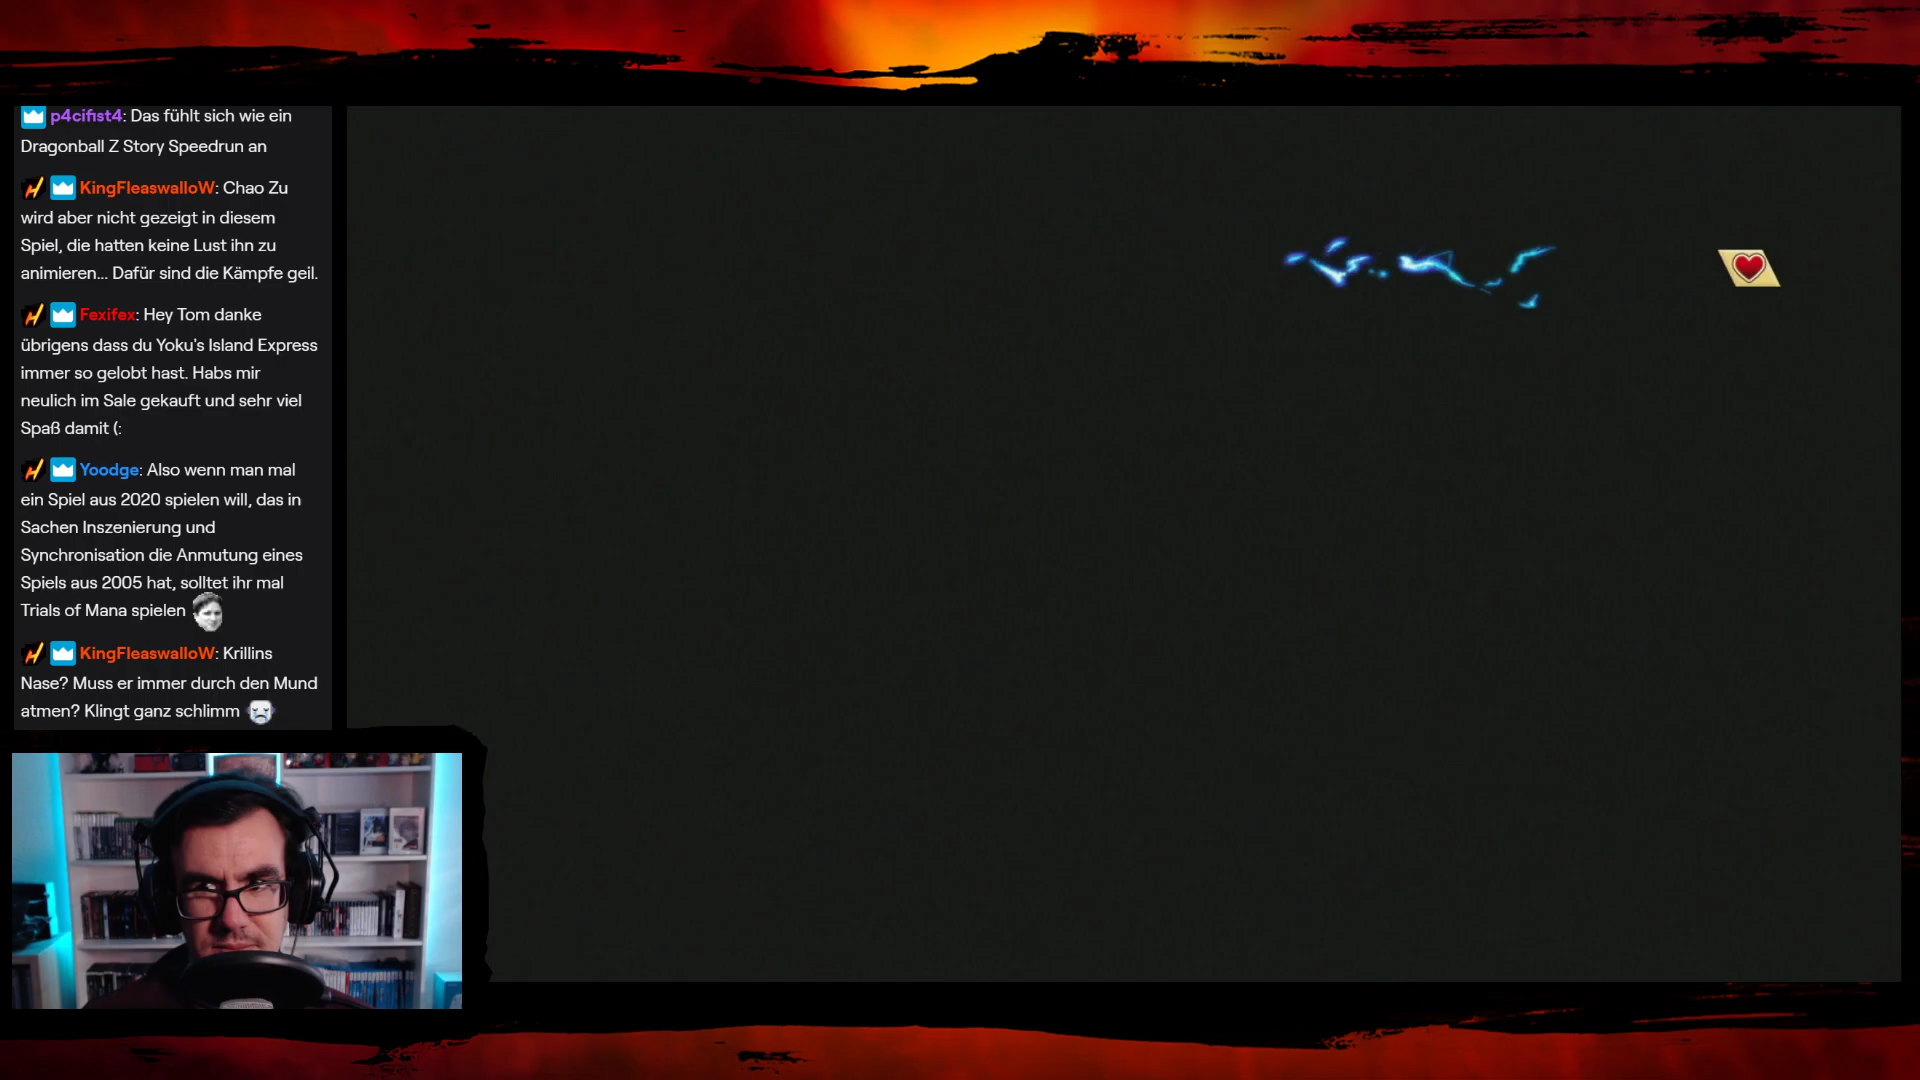 p4cifist4: Das fühlt sich wie ein
Dragonball Z Story Speedrun an
KingFleaswalloW: Chao Zu
wird aber nicht gezeigt in diesem
Spiel, die hatten keine Lust ihn zu
animieren... Dafür sind die Kämpfe geil.
Fexifex: Hey Tom danke
übrigens dass du Yoku's Island Express
immer so gelobt hast. Habs mir
neulich im Sale gekauft und sehr viel
Spaß damit (:
Yoodge: Also wenn man mal
ein Spiel aus 2020 spielen will, das in
Sachen Inszenierung und
Synchronisation die Anmutung eines
Spiels aus 2005 hat, solltet ihr mal
Trials of Mana spielen
KingFleaswalloW: Krillins
Nase? Muss er immer durch den Mund
atmen? Klingt ganz schlimm